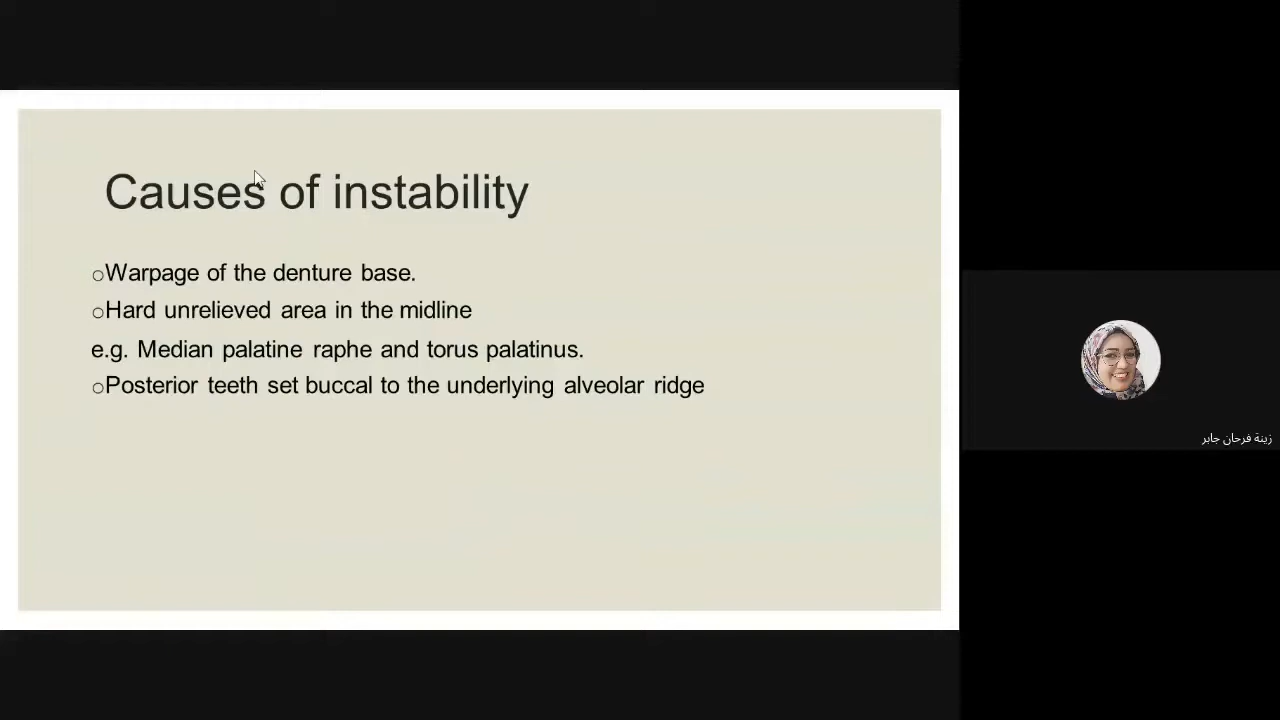 Causes of instability
oWarpage of the denture base.
oHard unrelieved area in the midline
e.g. Median palatine raphe and torus palatinus.
oPosterior teeth set buccal to the underlying alveolar ridge
زينة فرحان جابر